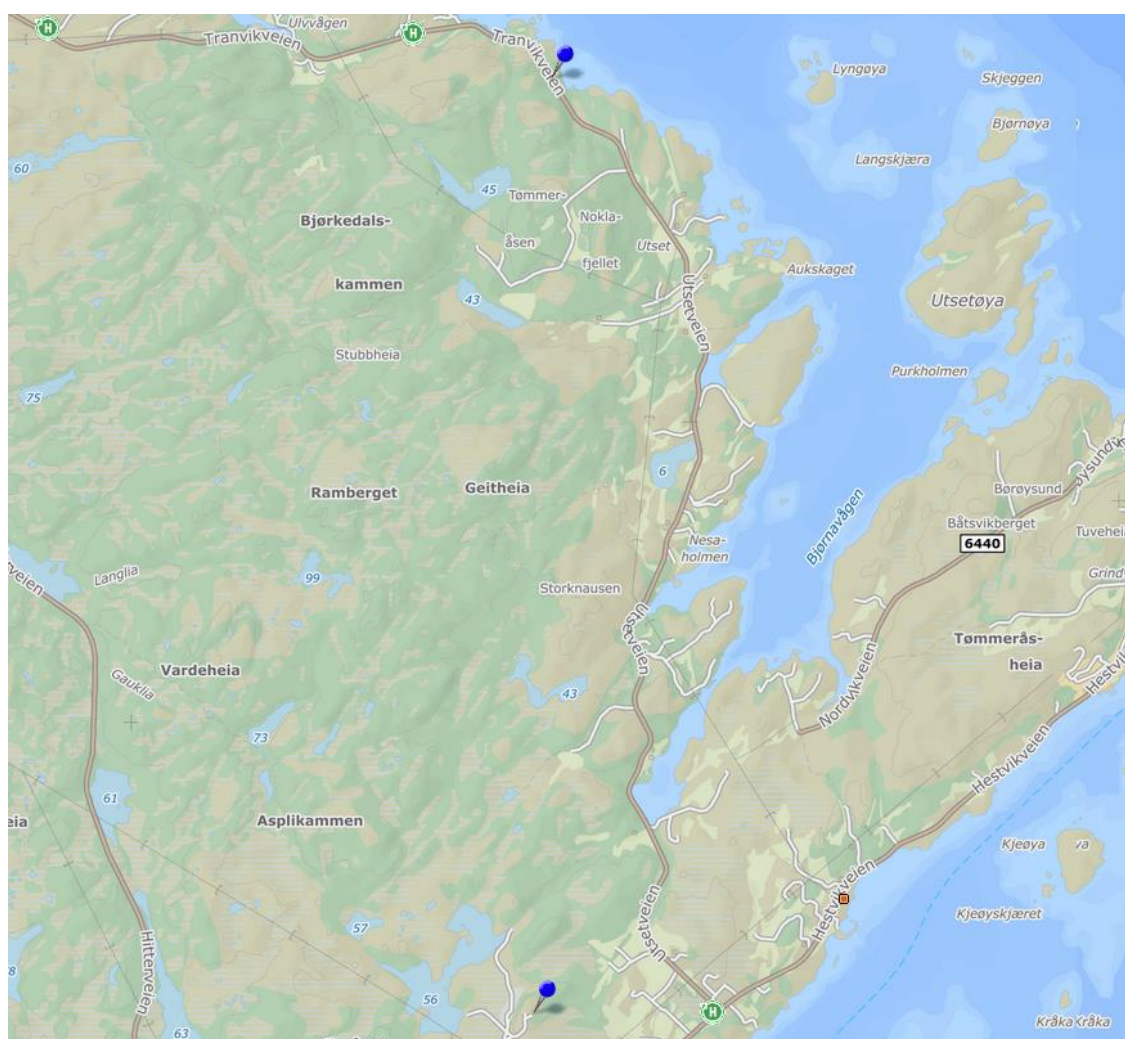 Ulvvågen
H
H
Tranvikveien
Tranvikveien
Lyngøya
Skjeggen
Bjørnøya
Langskjæra
60
45
Tømmer-
åsen
Nokla-
fjellet
Utset
Bjørkedals-
kammen
Aukskaget
Utsetøya
43
Utsetveien
Stubbheia
Purkholmen
75
6
Ramberget
Geitheia
Børøysund
Båtsvikberget
6440
Bjørnavågen
Nesa-
holmen
Langlia
99
Storknausen
Utsetveien
Tømmerås-
heia
Vardeheia
Gauklia
43
Nordvikveien
73
Hestvikveien
61
Asplikammen
Kjeøya
Hestvikveien
Kjeøyskjæret
Utsetveien
57
Hitterveien
56
H
63
Kråka
Kråka